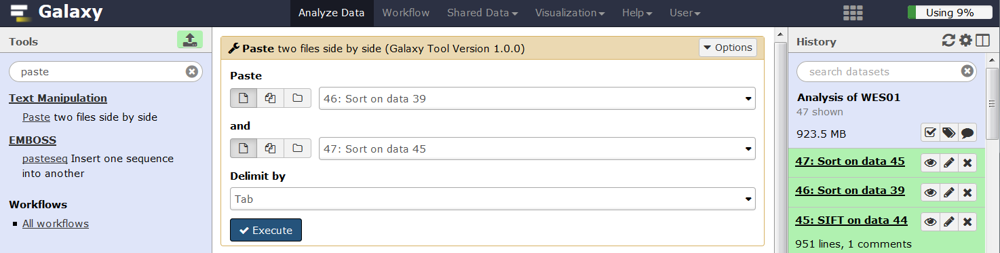 Galaxy
Analyze Data Workflow Shared Data Visualization Help User Using 9%
Tools
paste
Text Manipulation
Paste two files side by side
EMBOSS
pasteseq Insert one sequence
into another
Workflows
All workflows
Paste two files side by side (Galaxy Tool Version 1.0.0)
Options
Paste
46: Sort on data 39
and
47: Sort on data 45
Delimit by
Tab
Execute
History
search datasets
Analysis of WES01
47 shown
923.5 MB
47: Sort on data 45
46: Sort on data 39
45: SIFT on data 44
951 lines, 1 comments